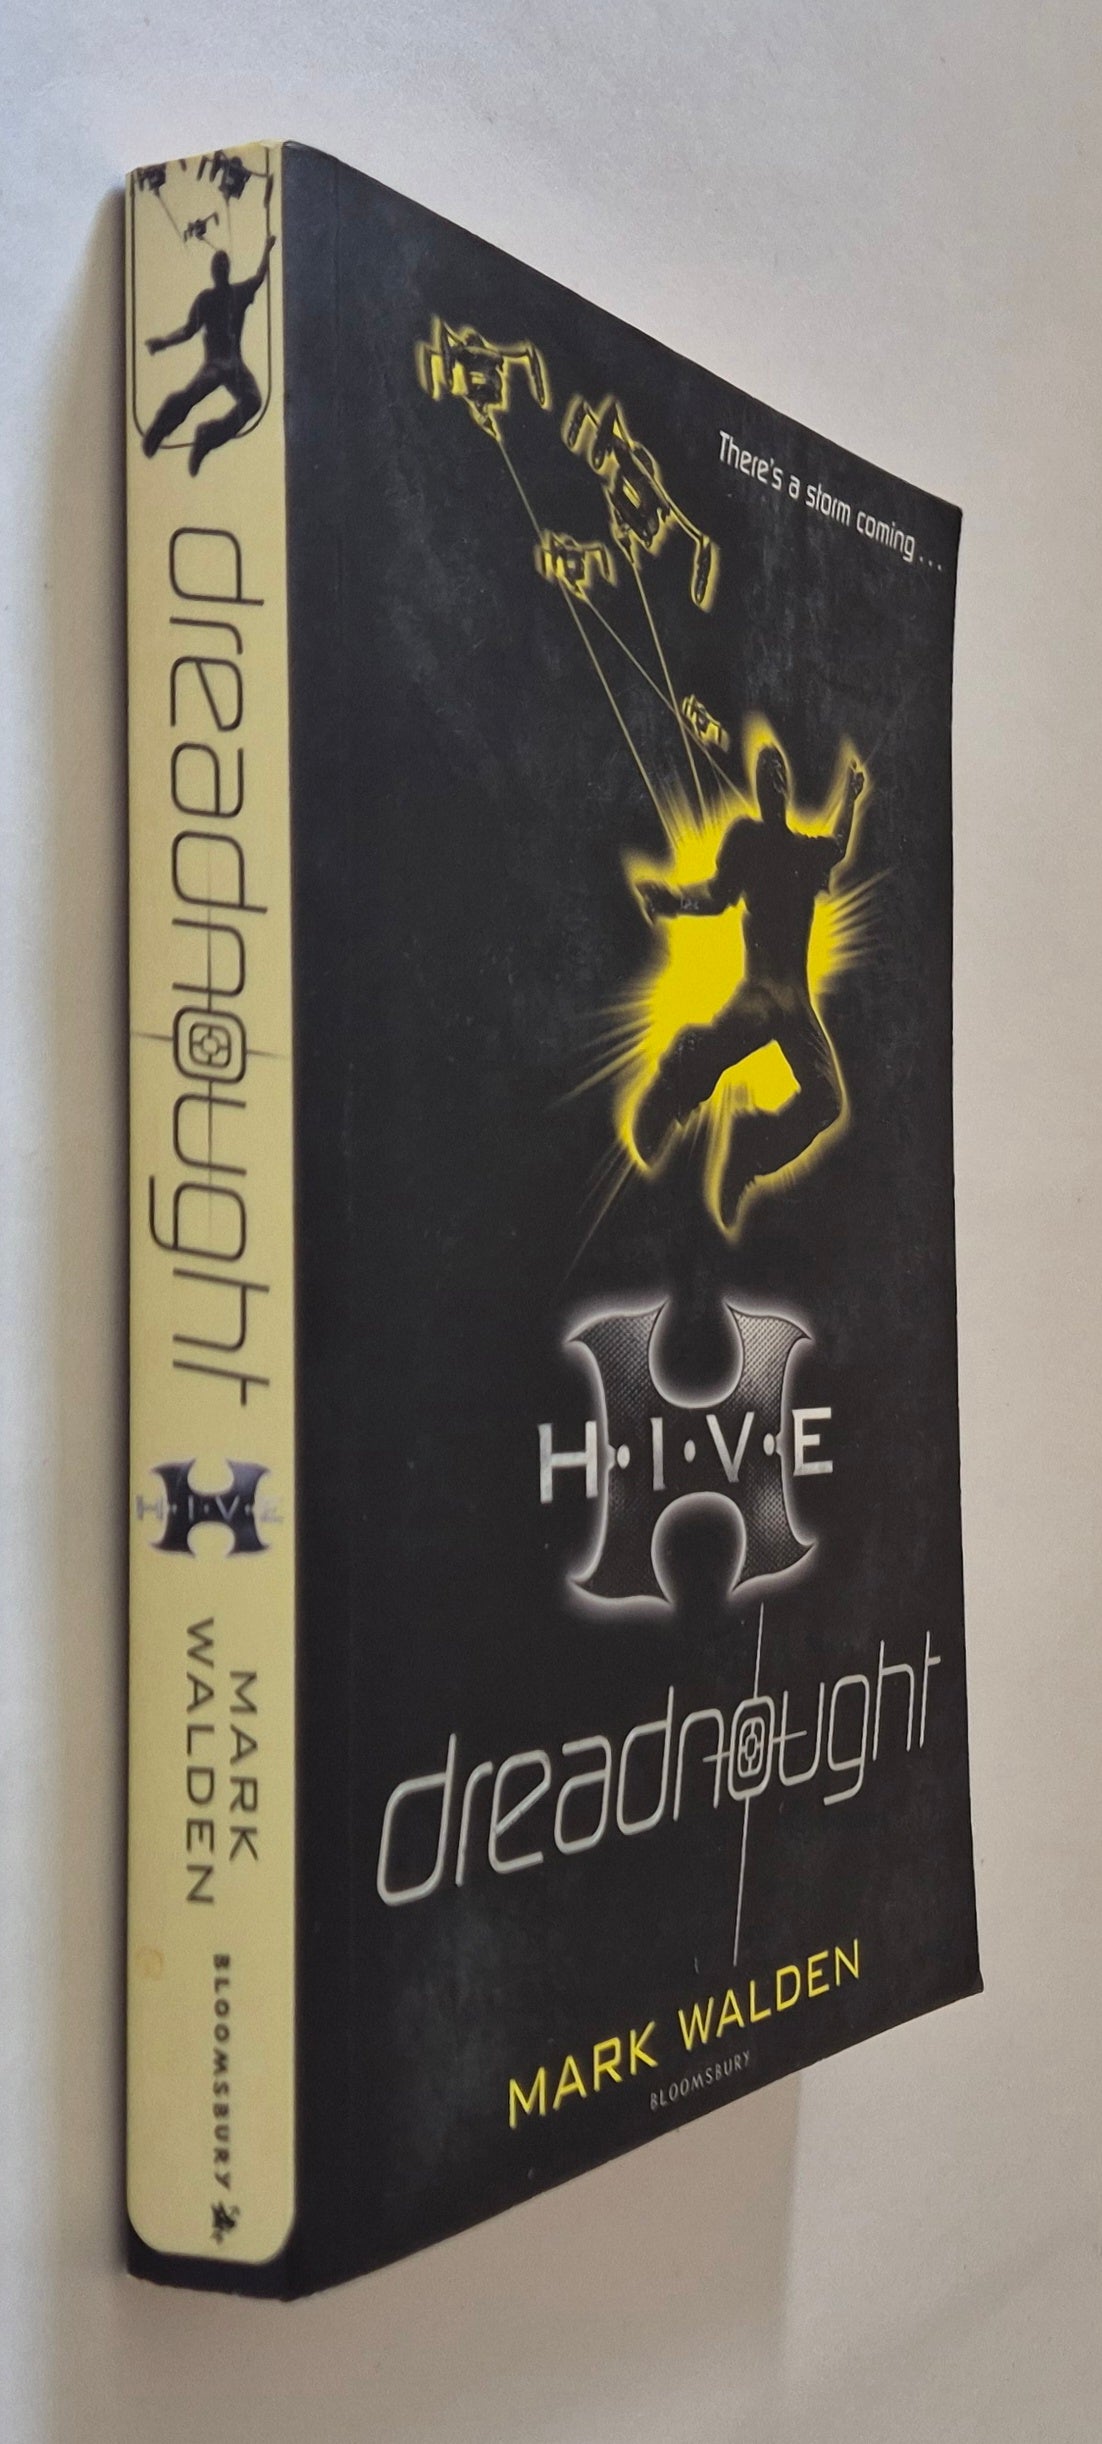 dreadnought
H·I·V·E
MARK
WALDEN
BLOOMSBURY
There's a storm coming . . .
H·I·V·E
dreadnought
MARK WALDEN
BLOOMSBURY